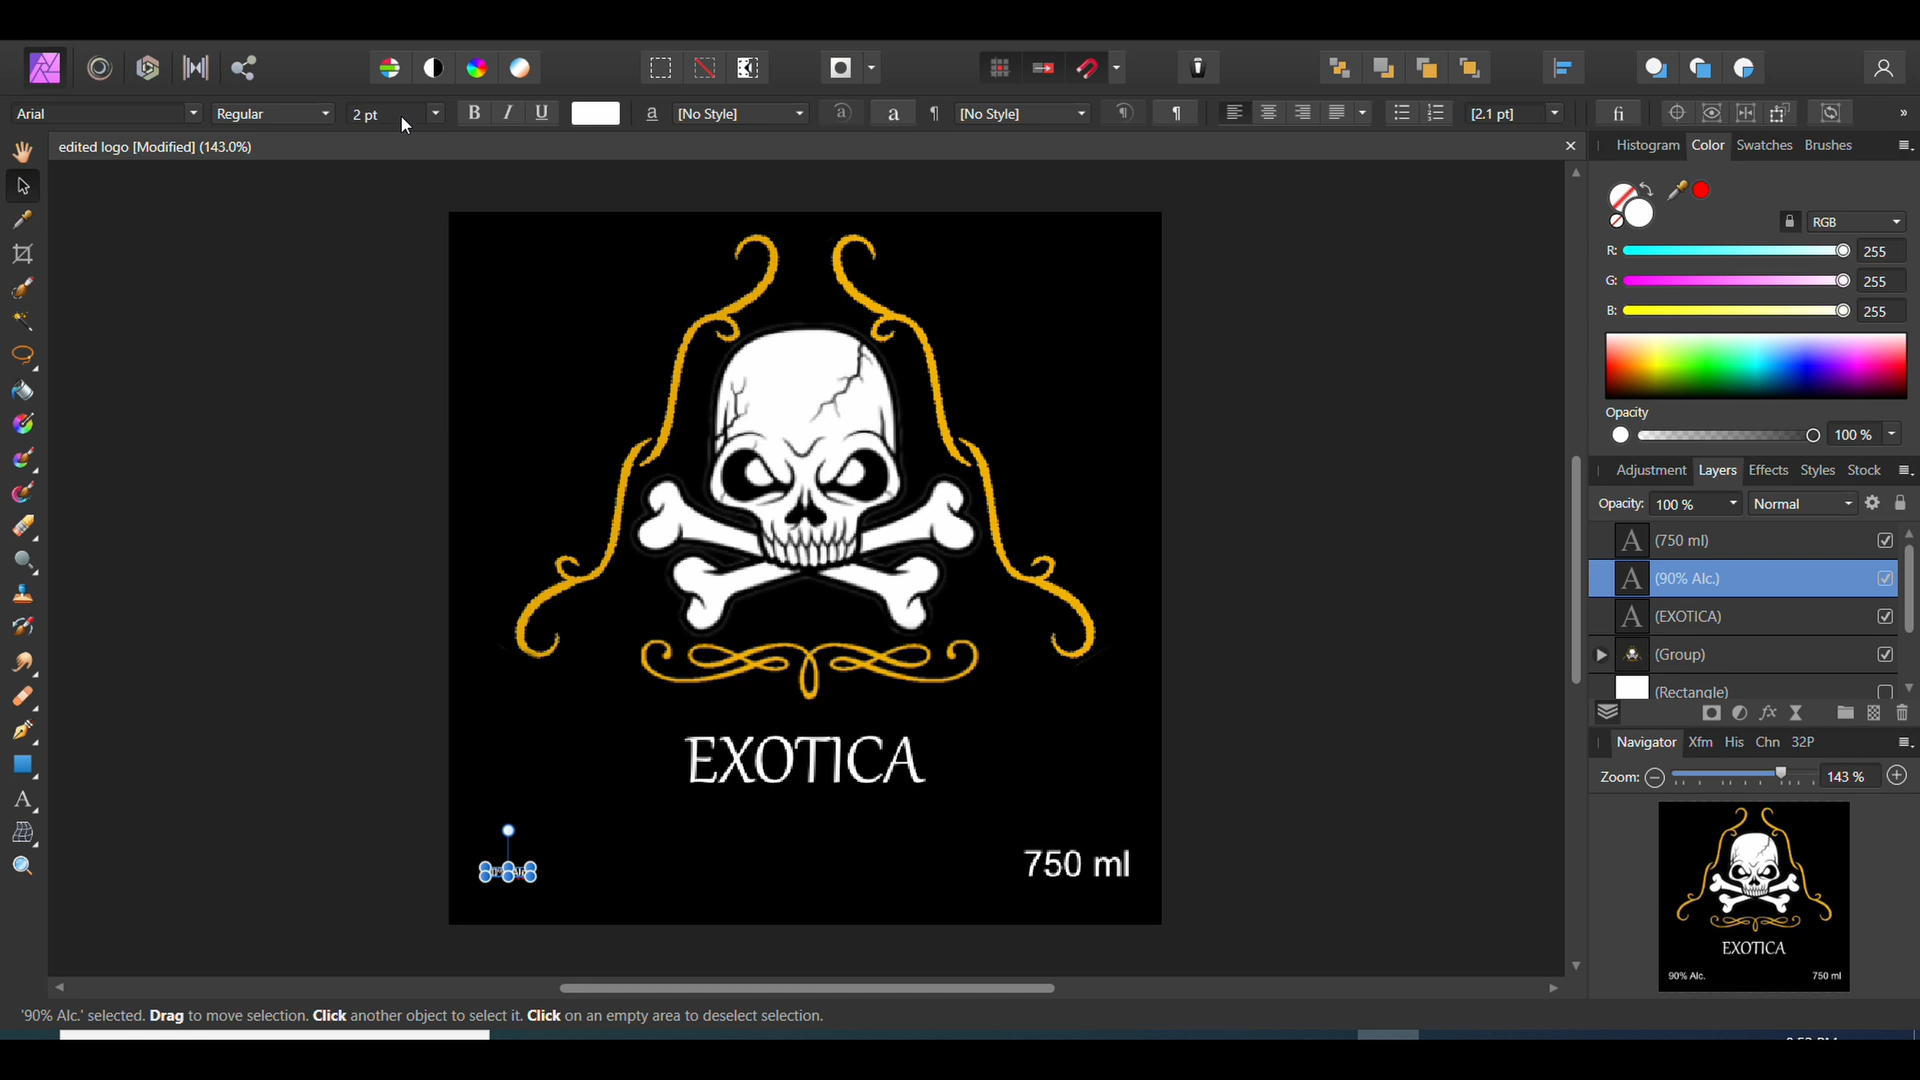 Arial
Regular
2 pt
B I U
a
[No Style]
a
a
¶
[No Style]
¶
¶
[2.1 pt]
fi
»
edited logo [Modified] (143.0%)
Histogram
Color
Swatches
Brushes
RGB
R:
255
G:
255
B:
255
Opacity
100 %
Adjustment
Layers
Effects
Styles
Stock
Opacity:
100 %
Normal
A
(750 ml)
A
(90% Alc.)
A
(EXOTICA)
(Group)
(Rectangle)
fx
Navigator
Xfm
His
Chn
32P
Zoom:
143 %
EXOTICA
750 ml
EXOTICA
90% Alc.
750 ml
A
'90% Alc.' selected. Drag to move selection. Click another object to select it. Click on an empty area to deselect selection.